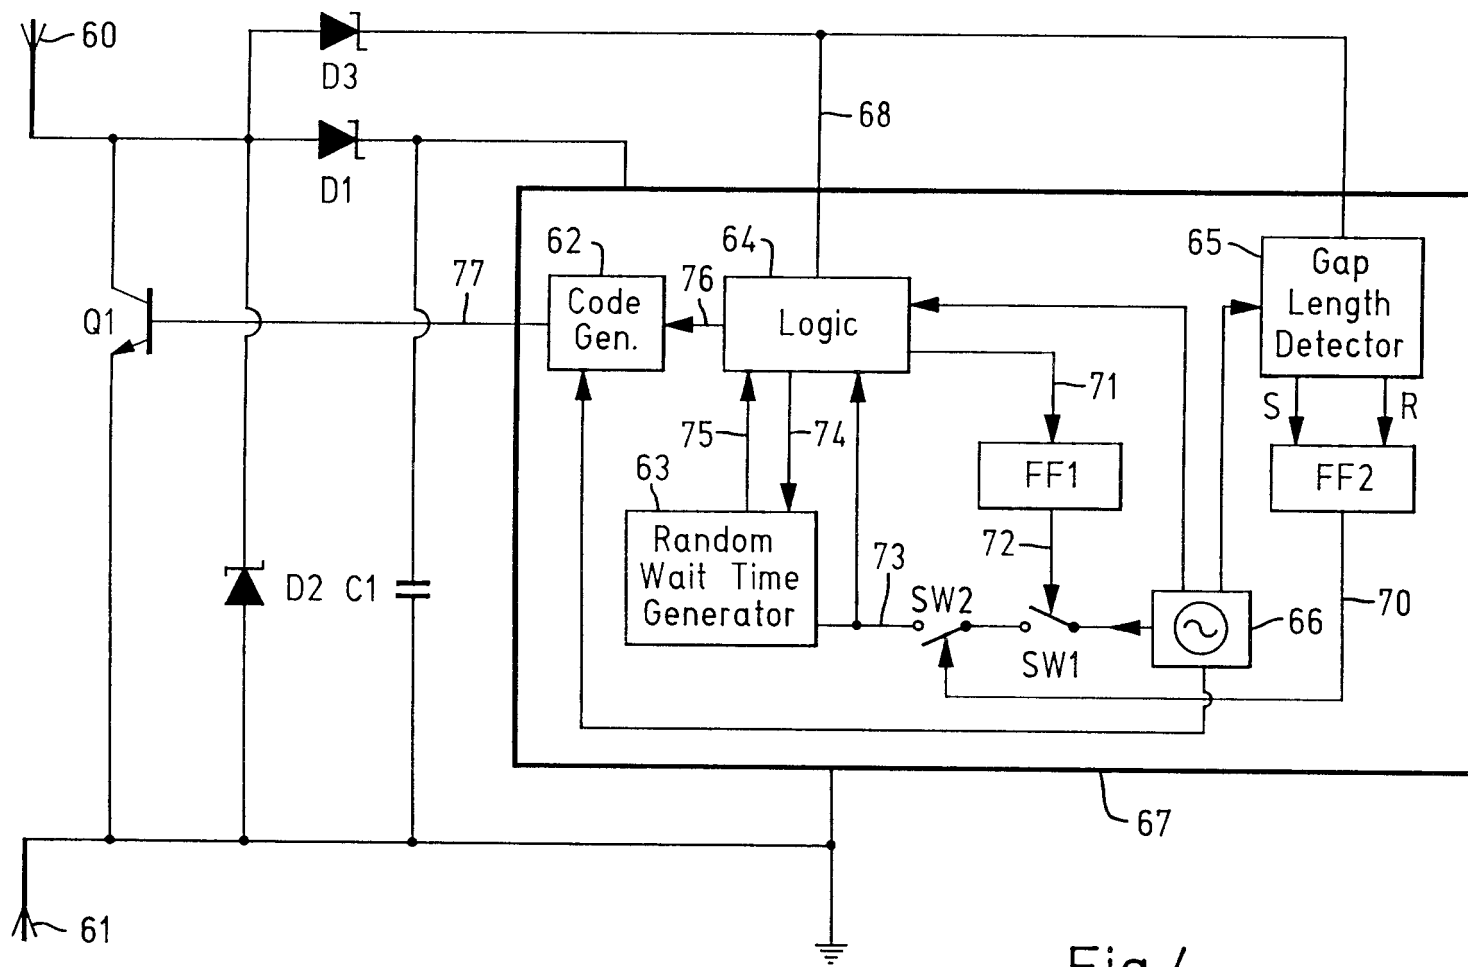 60
D3
68
D1
62
64
65
77
76
Gap
Length
Detector
Code
Gen.
Logic
Q1
S
R
71
75
74
63
FF1
FF2
Random
Wait Time
Generator
72
73
D2
C1
SW2
70
66
SW1
67
61